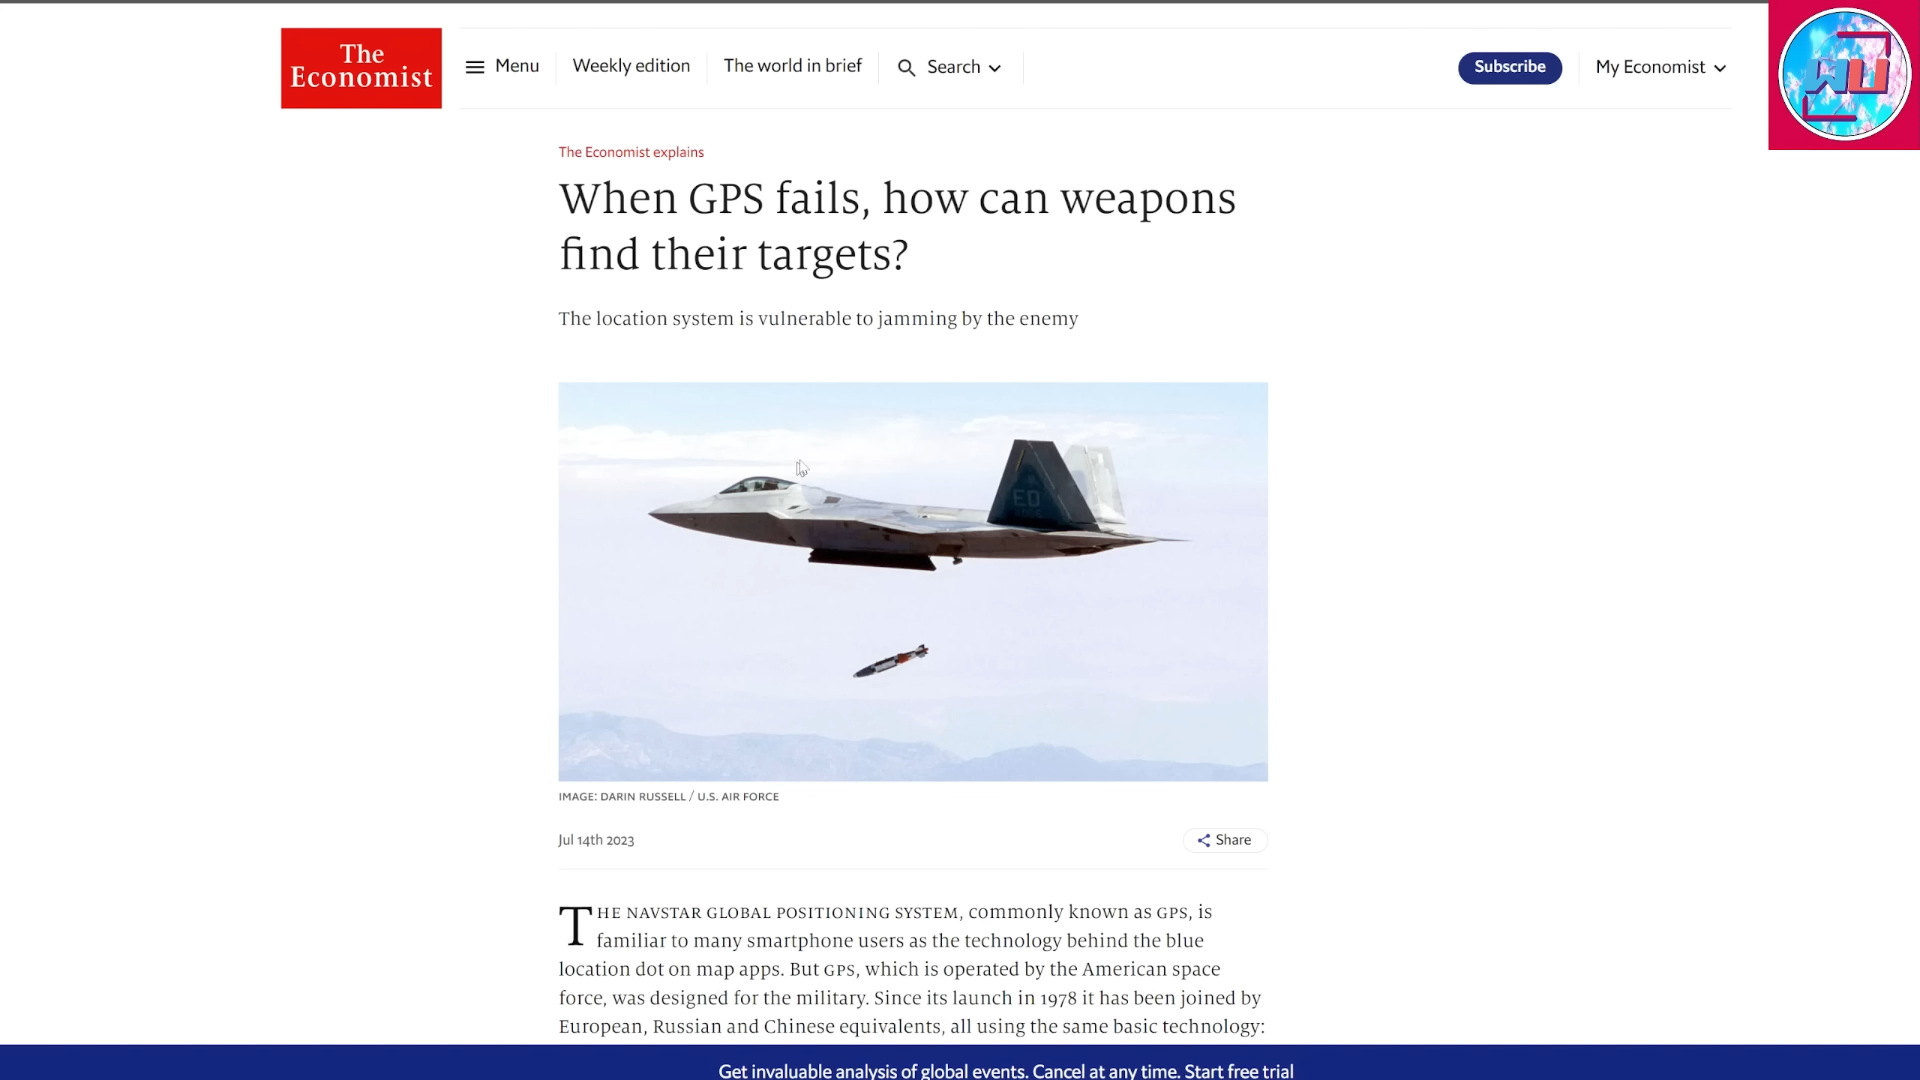 The
Economist
Menu
Weekly edition
The world in brief
Search
Subscribe
My Economist
WU
The Economist explains
When GPS fails, how can weapons
find their targets?
The location system is vulnerable to jamming by the enemy
ED
IMAGE: DARIN RUSSELL / U.S. AIR FORCE
Jul 14th 2023
Share
THE NAVSTAR GLOBAL POSITIONING SYSTEM, commonly known as GPS, is
familiar to many smartphone users as the technology behind the blue
location dot on map apps. But GPS, which is operated by the American space
force, was designed for the military. Since its launch in 1978 it has been joined by
European, Russian and Chinese equivalents, all using the same basic technology:
Get invaluable analysis of global events. Cancel at any time. Start free trial